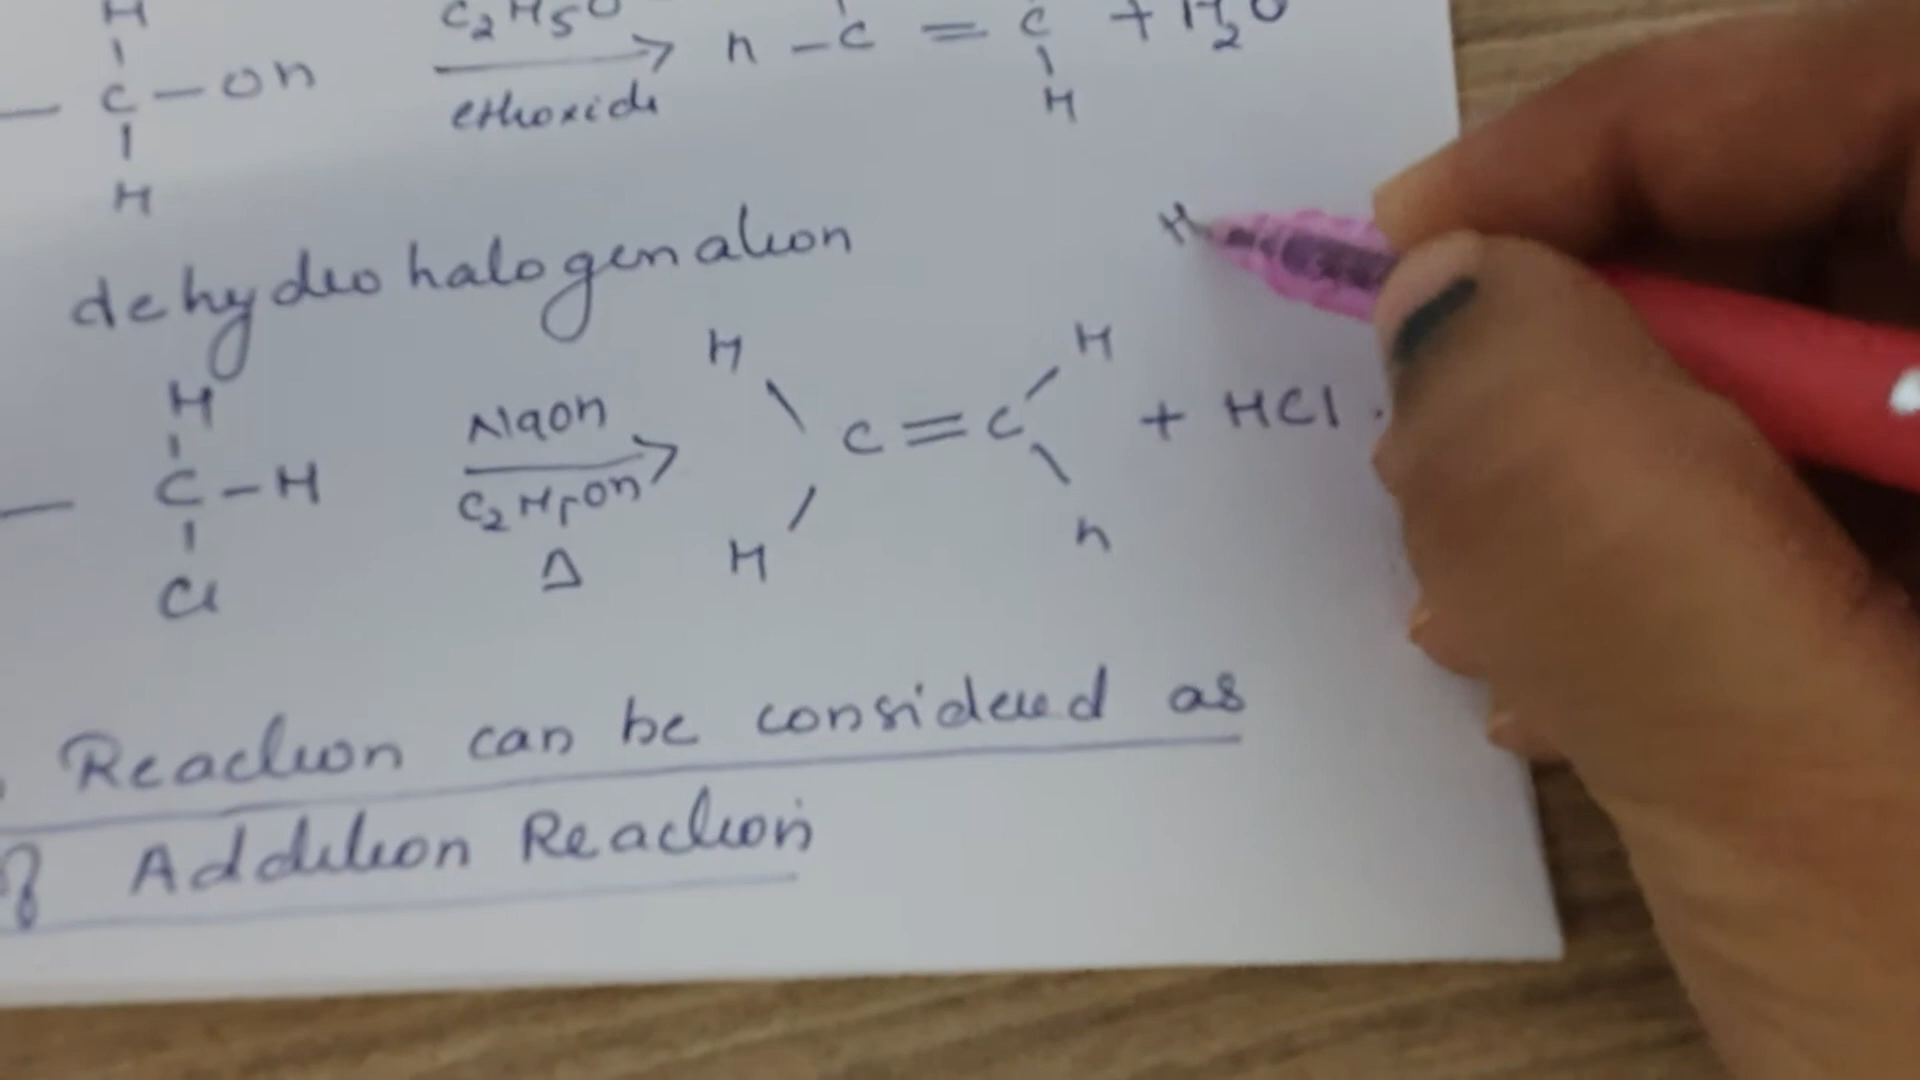 H
C₂H₅O
— C — OH → H — C = C + H₂O
ethoxide
H H
dehydrohalogenation
H
H H H
NaOH
— C — H → C = C + HCl.
C₂H₅OH
Cl Δ H H
Reaction can be considered as
Addition Reaction